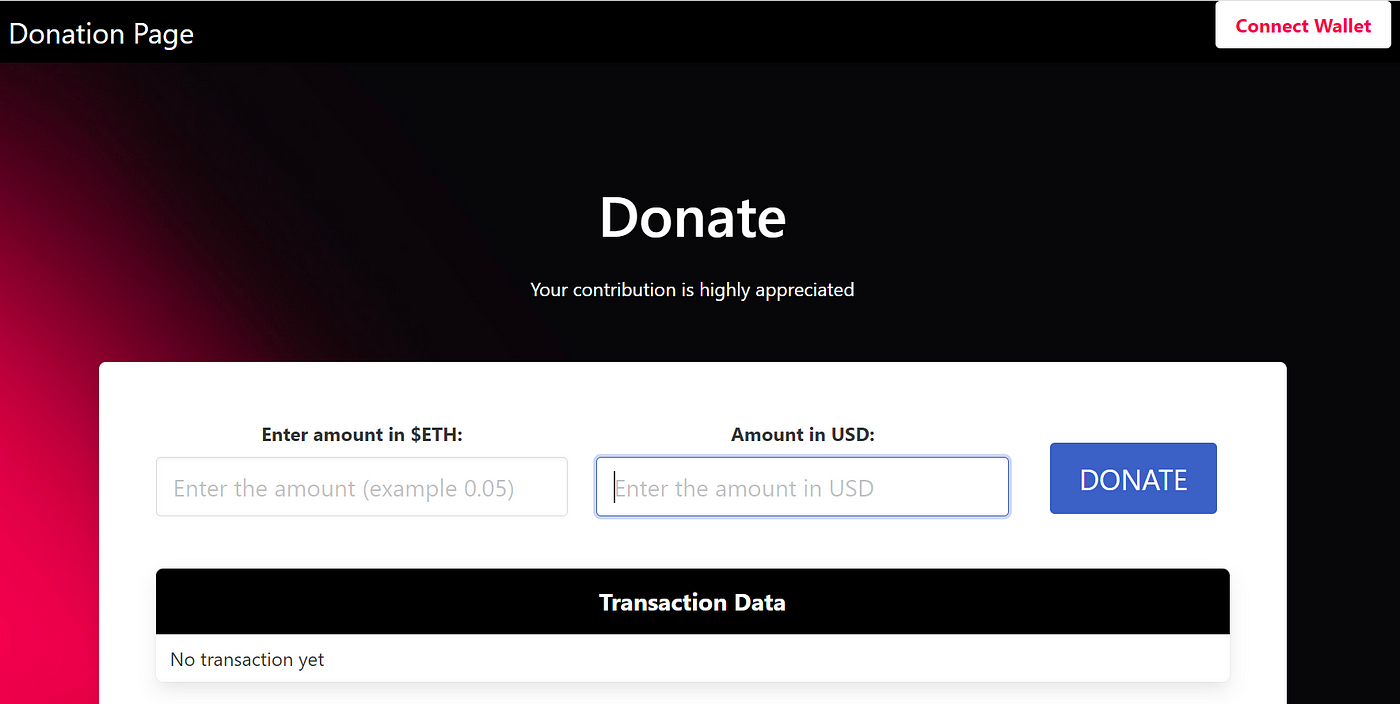 Donation Page
Connect Wallet
Donate
Your contribution is highly appreciated
Enter amount in $ETH:
Amount in USD:
Enter the amount (example 0.05)
Enter the amount in USD
DONATE
Transaction Data
No transaction yet